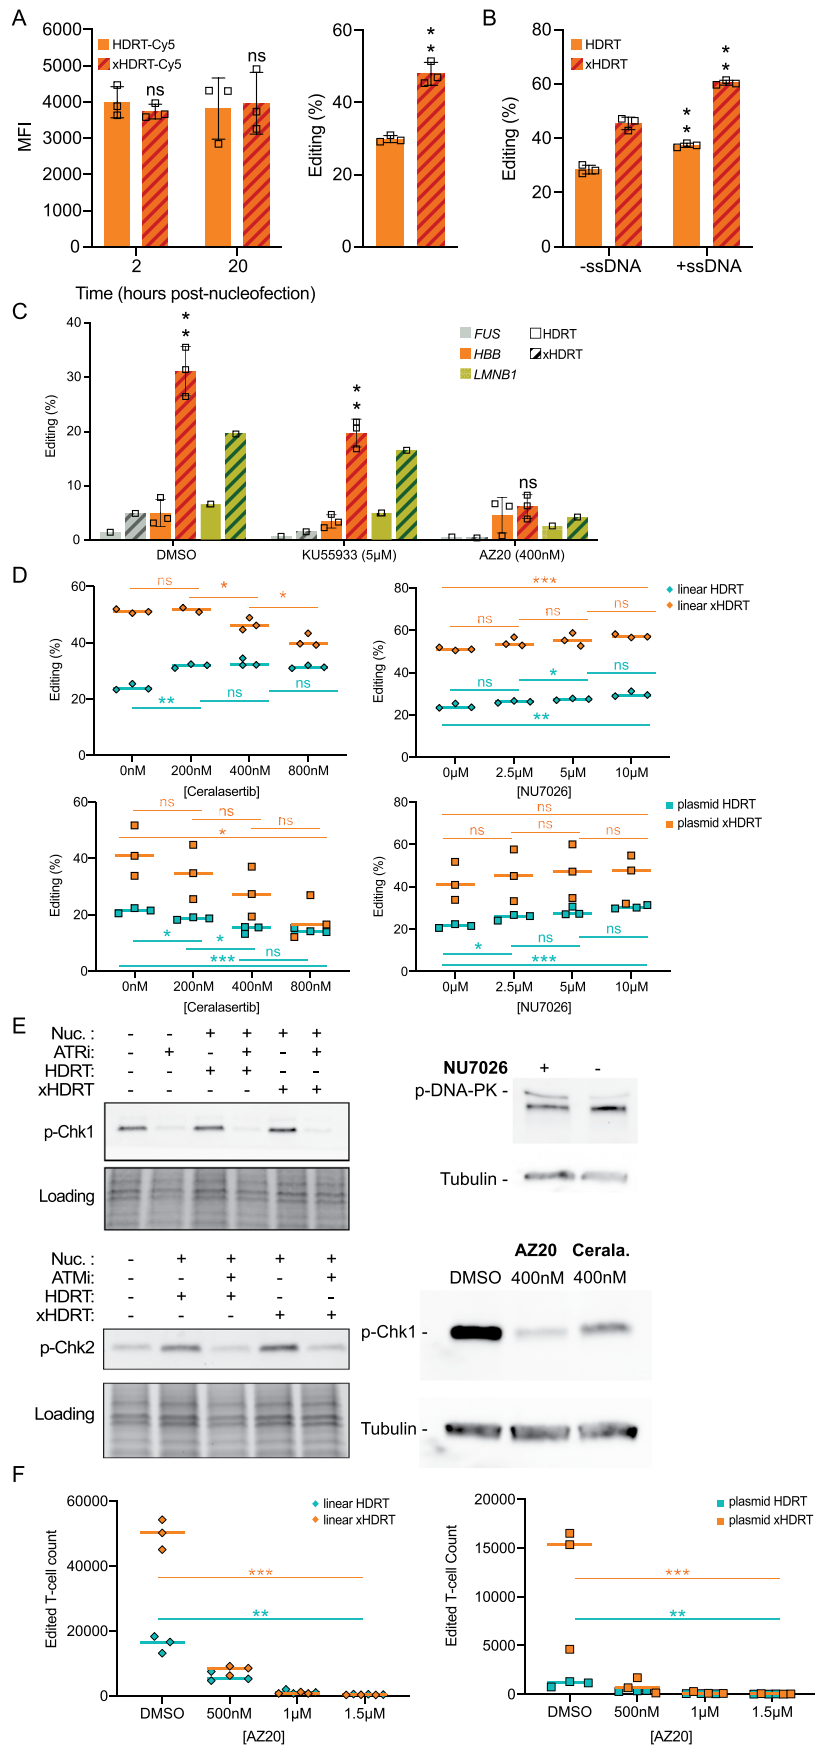 A
6000
5000
4000
3000
2000
1000
0
MFI
HDRT-Cy5
xHDRT-Cy5
ns
ns
2
20
Time (hours post-nucleofection)
60
40
20
0
Editing (%)
*
*
B
80
60
40
20
0
Editing (%)
HDRT
xHDRT
*
*
*
*
-ssDNA
+ssDNA
C
40
30
20
10
0
Editing (%)
*
*
*
*
ns
FUS
HBB
LMNB1
HDRT
xHDRT
DMSO
KU55933 (5µM)
AZ20 (400nM)
D
60
40
20
0
Editing (%)
ns
*
*
**
ns
ns
0nM
200nM
400nM
800nM
[Ceralasertib]
80
60
40
20
0
Editing (%)
***
ns
ns
ns
ns
*
ns
**
0µM
2.5µM
5µM
10µM
[NU7026]
linear HDRT
linear xHDRT
60
40
20
0
Editing (%)
ns
ns
ns
*
*
*
ns
***
0nM
200nM
400nM
800nM
[Ceralasertib]
80
60
40
20
0
Editing (%)
ns
ns
ns
ns
*
ns
ns
***
0µM
2.5µM
5µM
10µM
[NU7026]
plasmid HDRT
plasmid xHDRT
E
Nuc. : - - + + + +
ATRi: - + - + - +
HDRT: - - + + - -
xHDRT - - - - + +
p-Chk1
Loading
NU7026 + -
p-DNA-PK -
Tubulin -
Nuc. : - + + + +
ATMi: - - + - +
HDRT: - + + - -
xHDRT: - - - + +
p-Chk2
Loading
AZ20 Cerala.
DMSO 400nM 400nM
p-Chk1 -
Tubulin -
F
60000
40000
20000
0
Edited T-cell count
linear HDRT
linear xHDRT
***
**
DMSO
500nM
1µM
1.5µM
[AZ20]
20000
15000
10000
5000
0
Edited T-cell Count
plasmid HDRT
plasmid xHDRT
***
**
DMSO
500nM
1µM
1.5µM
[AZ20]